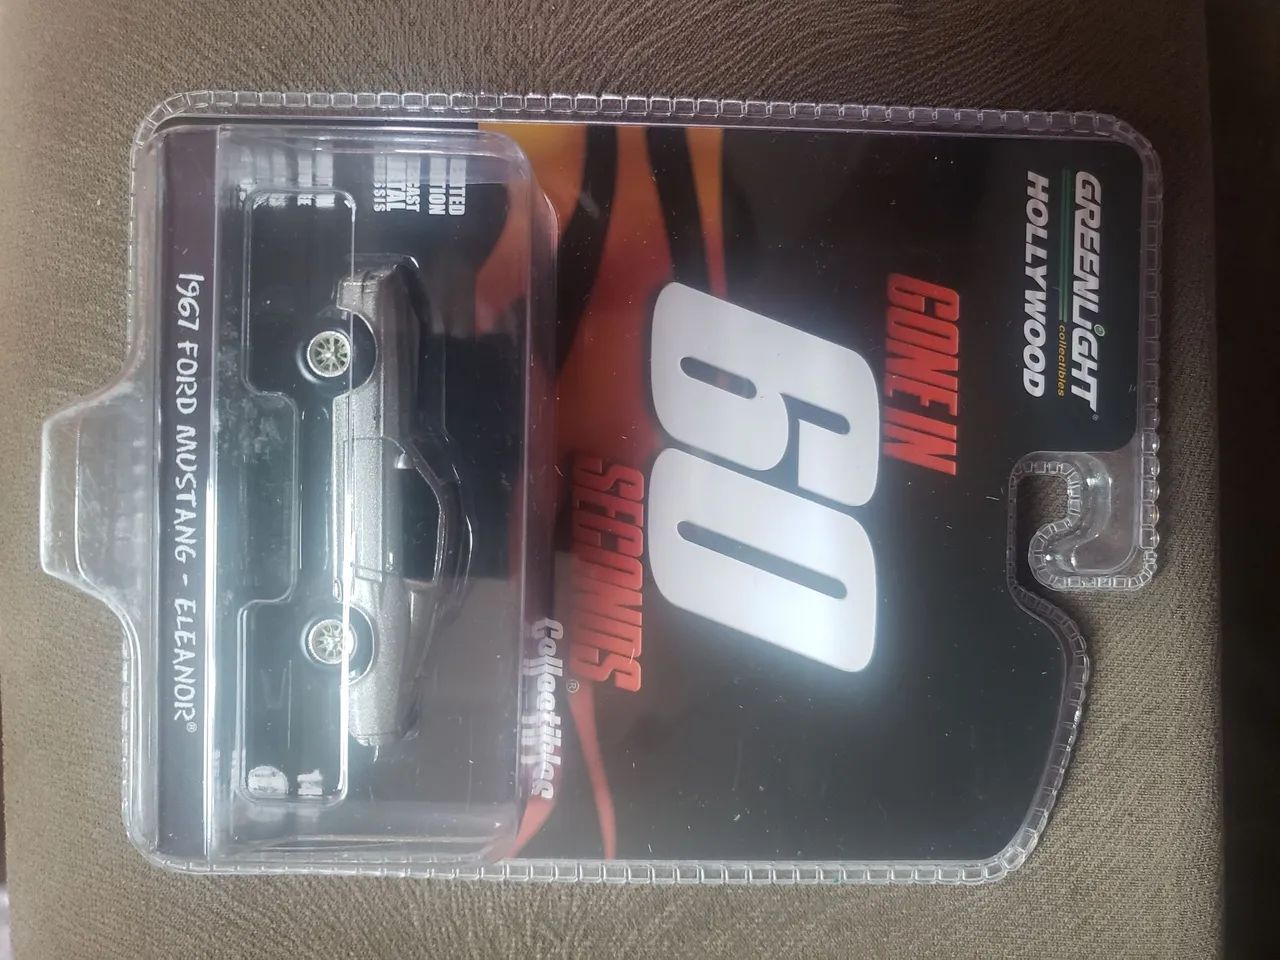 GREENLiGHT®
collectibles
HOLLYWOOD
GONE IN
60
SECONDS
Collectibles®
1967 FORD MUSTANG - ELEANOR®